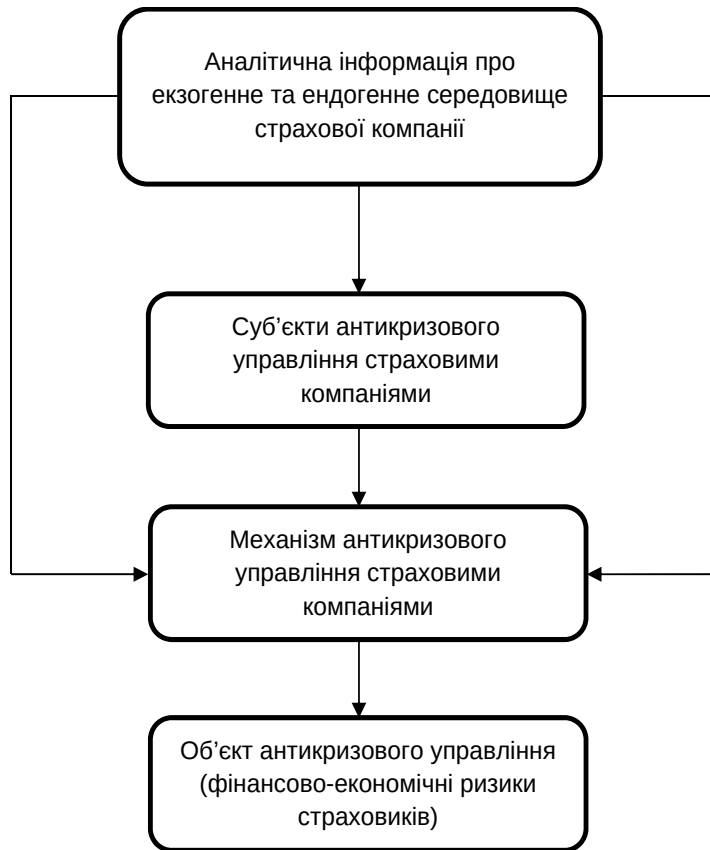 Аналітична інформація про
екзогенне та ендогенне середовище
страхової компанії
Суб’єкти антикризового
управління страховими
компаніями
Механізм антикризового
управління страховими
компаніями
Об’єкт антикризового управління
(фінансово-економічні ризики
страховиків)